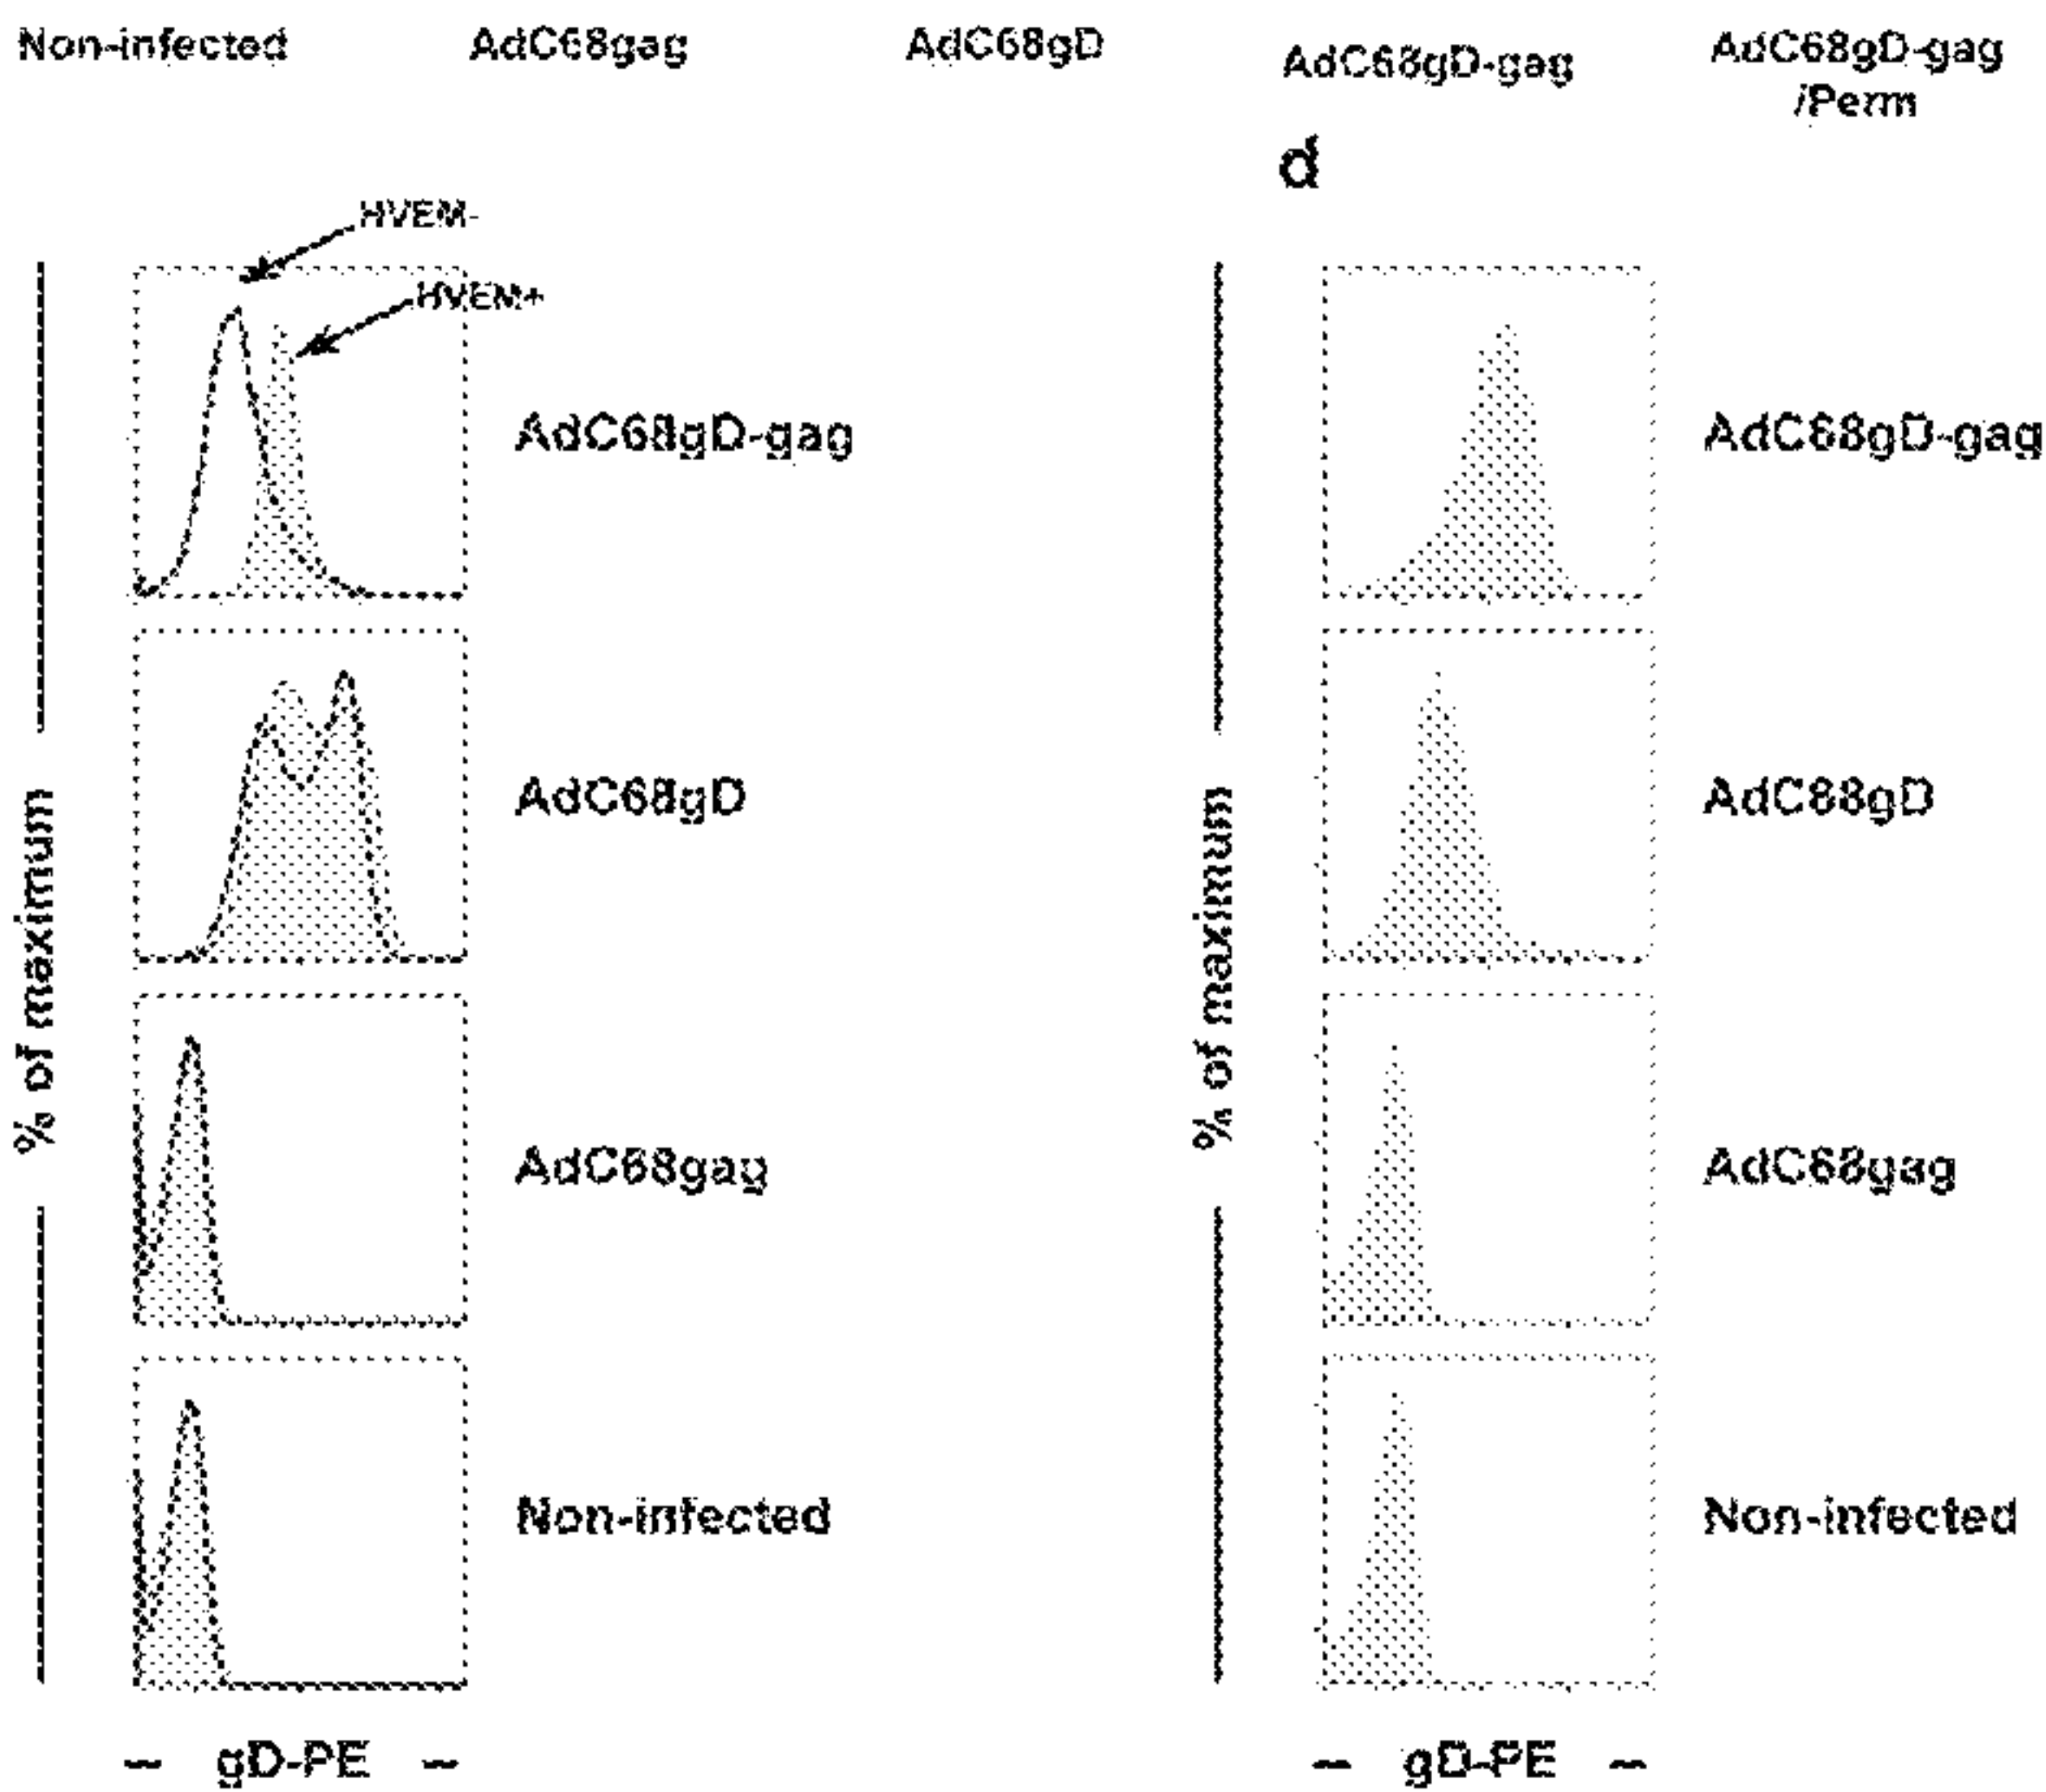 Non-infected
AdC68gag
AdC68gD
AdC68gD-gag
AdC68gD-gag
/Perm
d
HVEM-
HVEM+
AdC68gD-gag
AdC68gD
AdC68gag
Non-infected
% of maximum
gD-PE
AdC68gD-gag
AdC68gD
AdC68gag
Non-infected
% of maximum
gD-PE